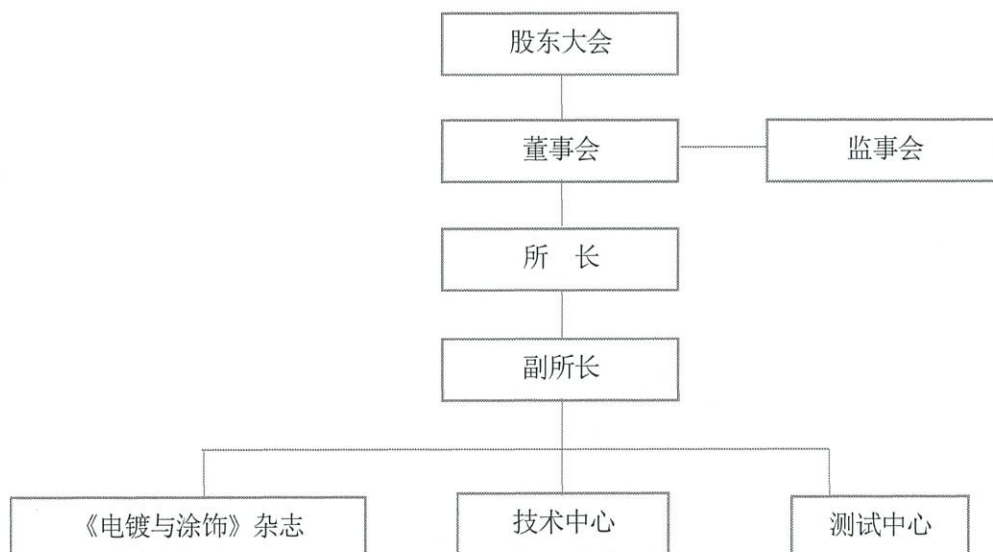 股东大会
董事会
监事会
所 长
副所长
《电镀与涂饰》杂志
技术中心
测试中心